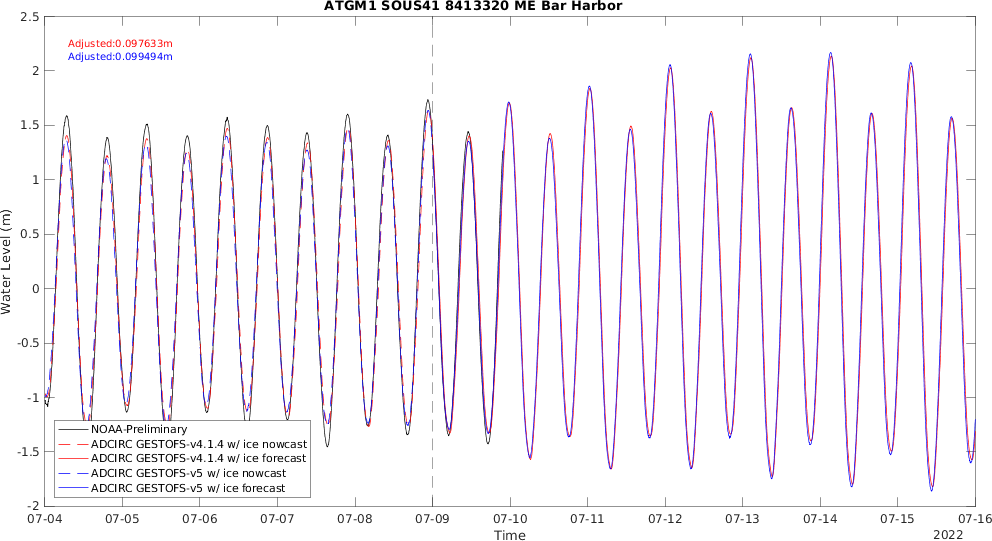 ATGM1 SOUS41 8413320 ME Bar Harbor
Adjusted:0.097633m
Adjusted:0.099494m
2.5
2
1.5
1
0.5
0
-0.5
-1
-1.5
-2
Water Level (m)
NOAA-Preliminary
ADCIRC GESTOFS-v4.1.4 w/ ice nowcast
ADCIRC GESTOFS-v4.1.4 w/ ice forecast
ADCIRC GESTOFS-v5 w/ ice nowcast
ADCIRC GESTOFS-v5 w/ ice forecast
07-04 07-05 07-06 07-07 07-08 07-09 07-10 07-11 07-12 07-13 07-14 07-15 07-16
Time
2022